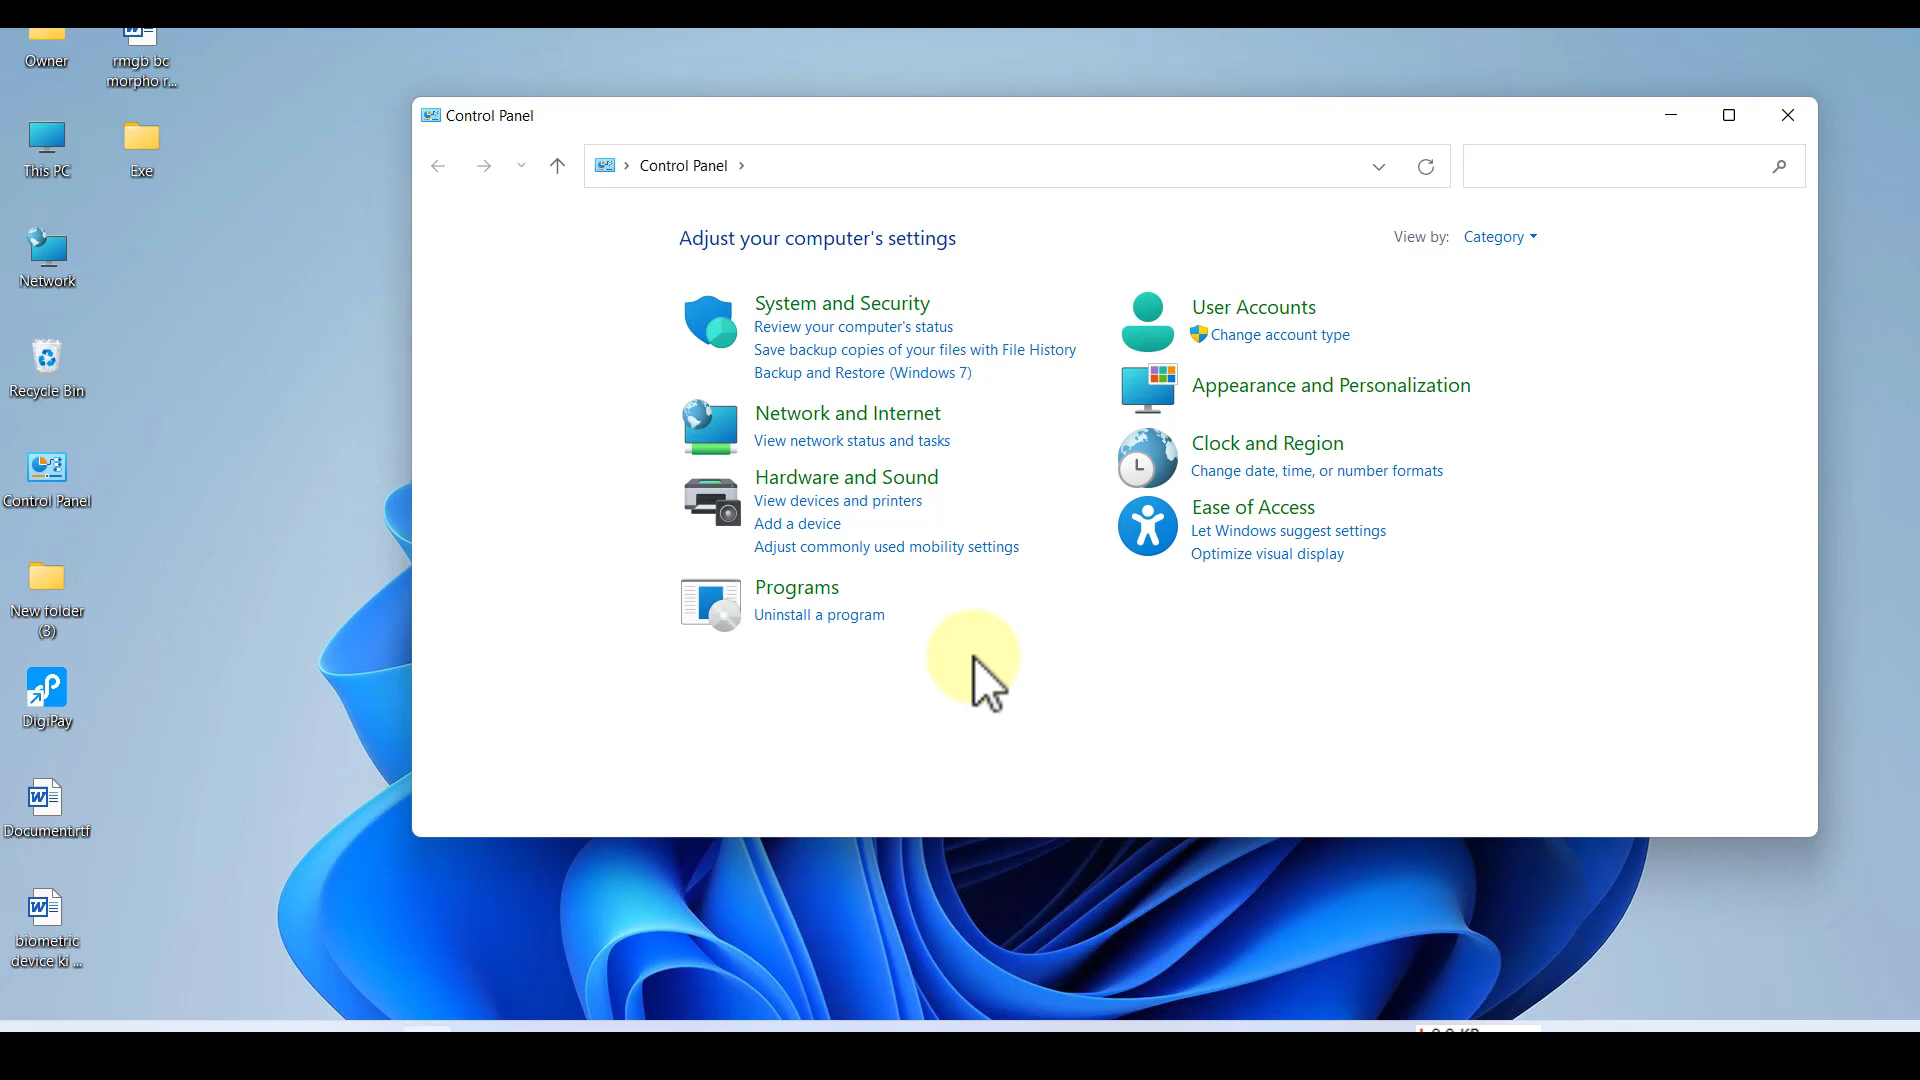 Owner
rmgb bc
morpho r...
This PC
Exe
Network
Recycle Bin
Control Panel
New folder
(3)
DigiPay
Document.rtf
biometric
device ki ...
Control Panel
Control Panel
Adjust your computer's settings
View by: Category
System and Security
Review your computer's status
Save backup copies of your files with File History
Backup and Restore (Windows 7)
Network and Internet
View network status and tasks
Hardware and Sound
View devices and printers
Add a device
Adjust commonly used mobility settings
Programs
Uninstall a program
User Accounts
Change account type
Appearance and Personalization
Clock and Region
Change date, time, or number formats
Ease of Access
Let Windows suggest settings
Optimize visual display